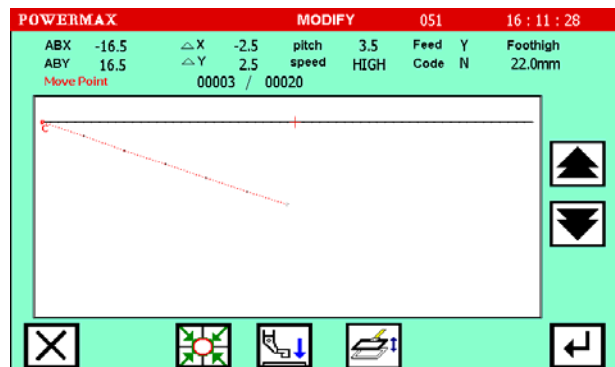 POWERMAX MODIFY 051 16 : 11 : 28
ABX -16.5 △X -2.5 pitch 3.5 Feed Y Foothigh
ABY 16.5 △Y 2.5 speed HIGH Code N 22.0mm
Move Point 00003 / 00020
C